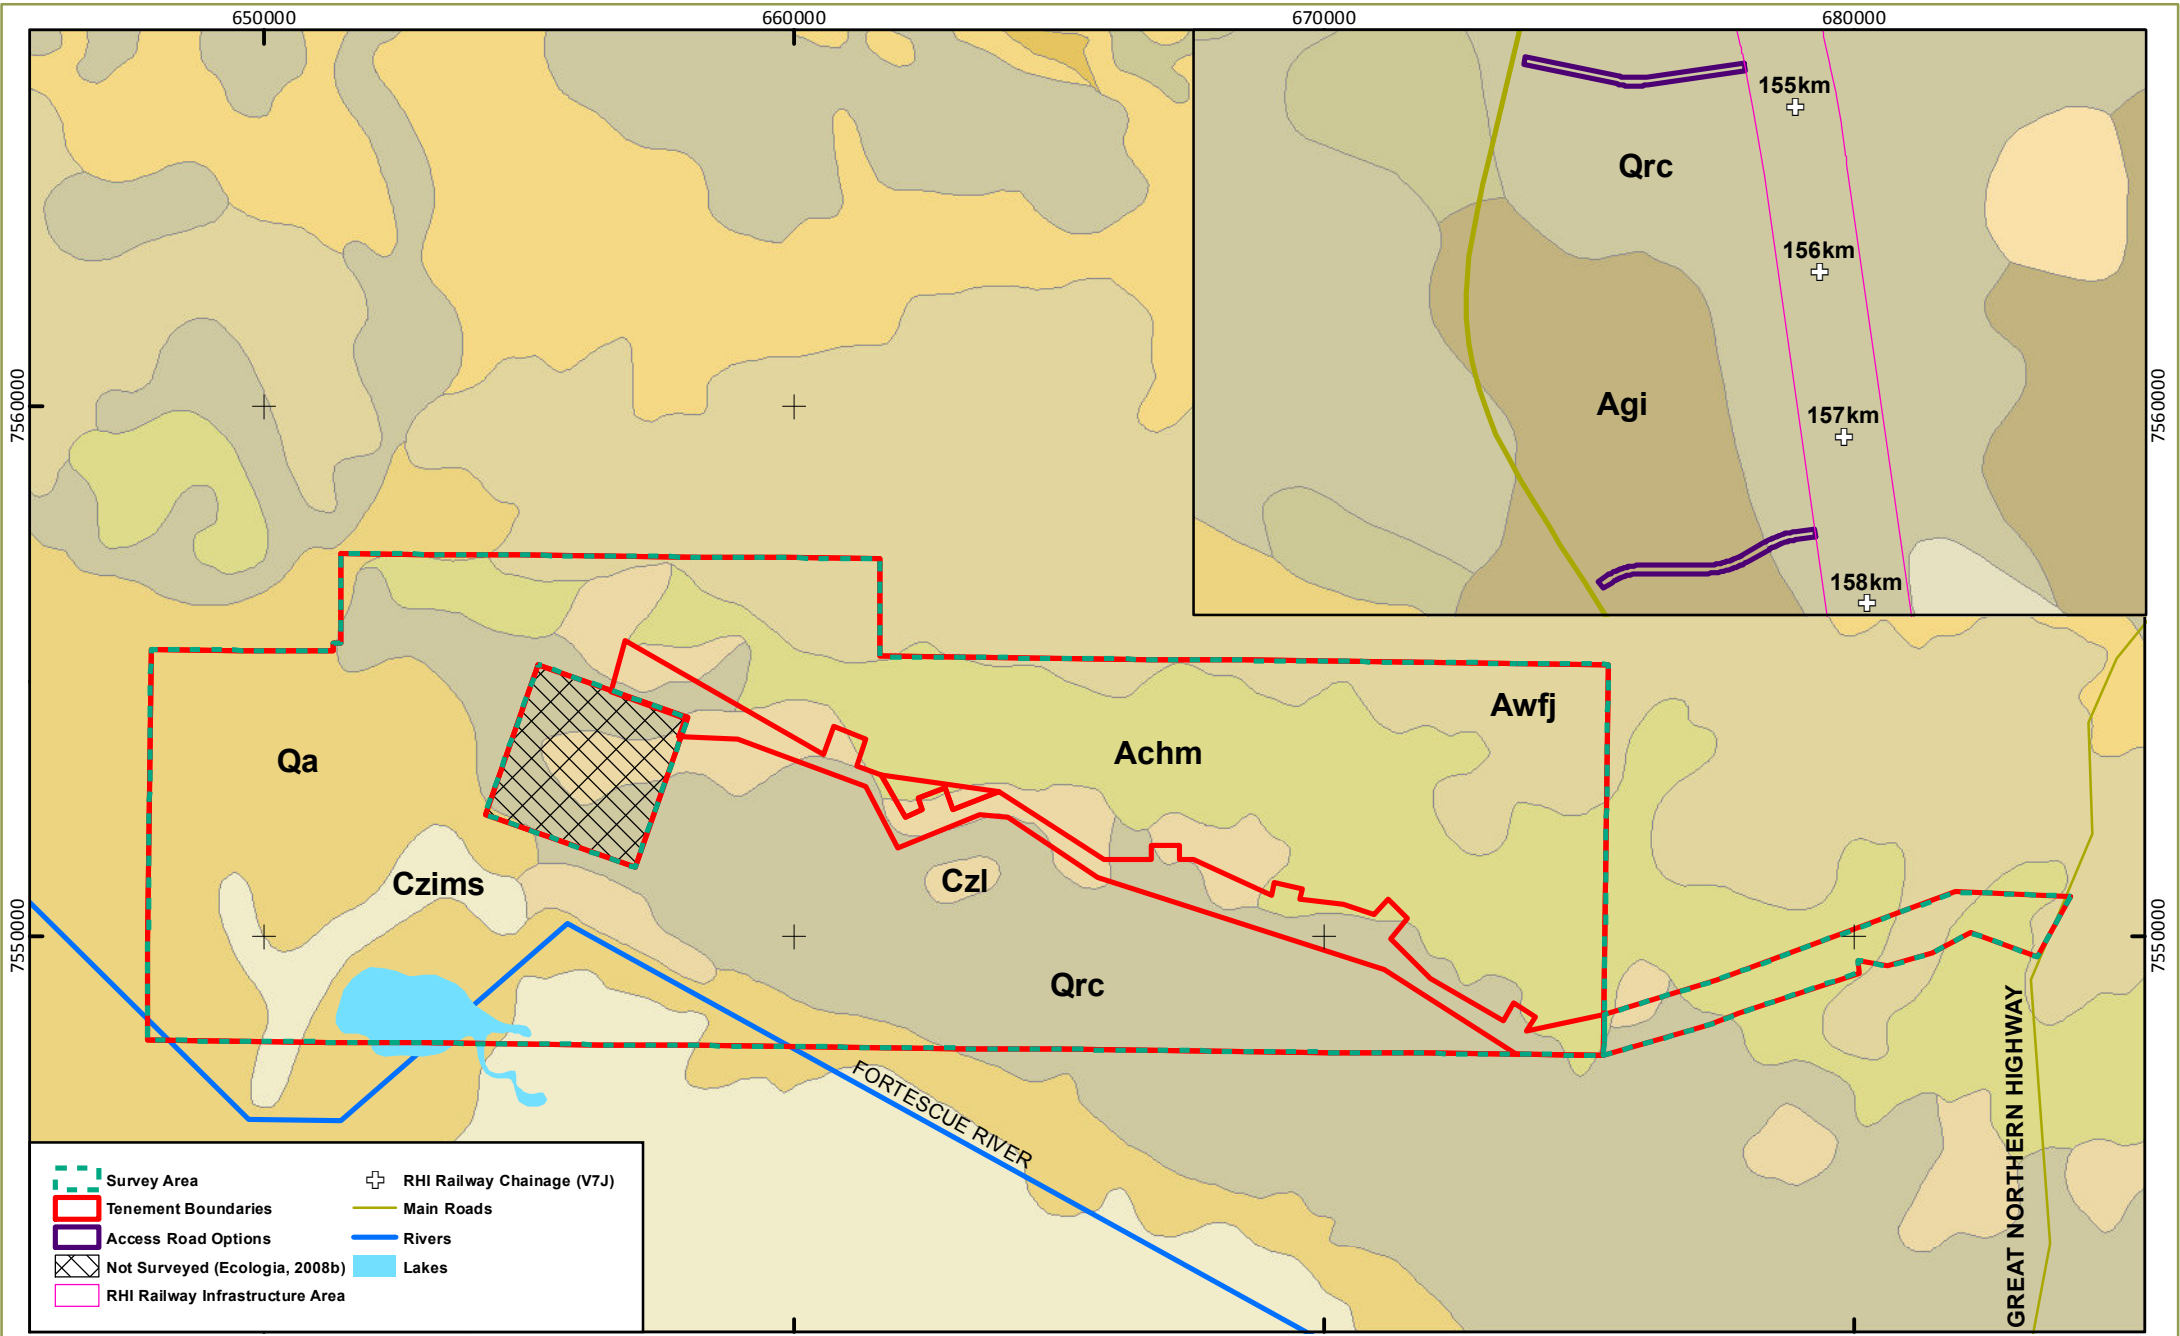 650000
660000
670000
680000
155km
Qrc
156km
7560000
7560000
Agi
157km
158km
Awfj
Qa
Achm
Czims
Czl
7550000
7550000
Qrc
GREAT NORTHERN HIGHWAY
FORTESCUE RIVER
Survey Area
Tenement Boundaries
Access Road Options
Not Surveyed (Ecologia, 2008b)
RHI Railway Infrastructure Area
RHI Railway Chainage (V7J)
Main Roads
Rivers
Lakes